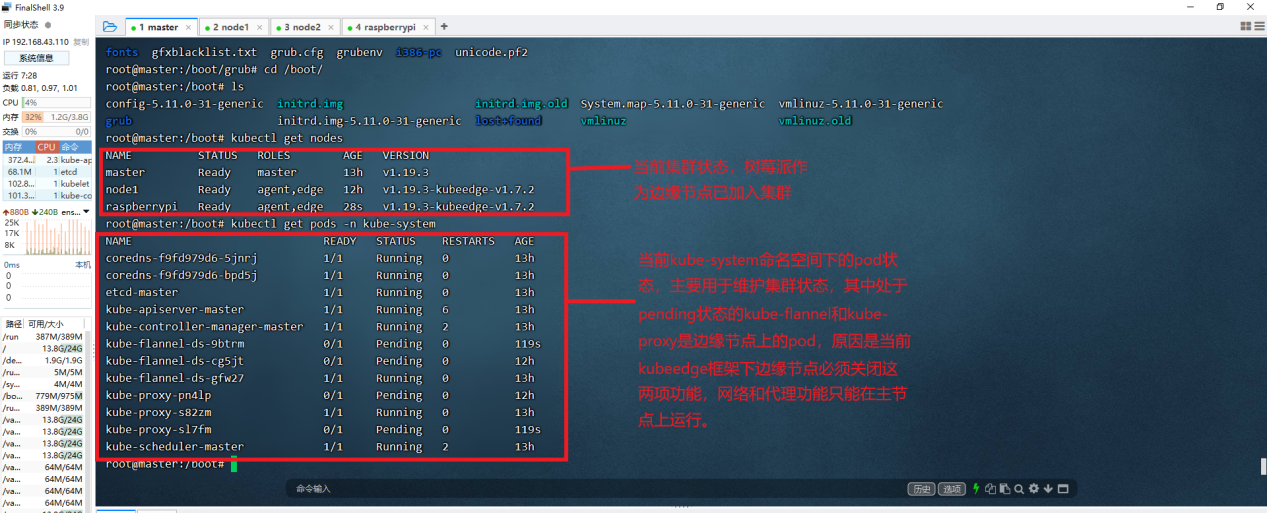 FinalShell 3.9
同步状态
1 master × 2 node1 × 3 node2 × 4 raspberrypi × +
IP 192.168.43.110 复制
系统信息
运行 7:28
负载 0.81, 0.97, 1.01
CPU 4%
内存 32% 1.2G/3.8G
交换 0% 0/0
内存 CPU 命令
372.4... 2.3 kube-ap
68.1M 1 etcd
102.8... 1 kubelet
101.3... 1 kube-co
880B 240B ens...
25K
17K
8K
0ms 本机
0
0
0
路径 可用/大小
/run 387M/389M
/ 13.8G/24G
/de... 1.9G/1.9G
/ru... 5M/5M
/sy... 4M/4M
/bo... 779M/975M
/ru... 389M/389M
/va... 13.8G/24G
/va... 13.8G/24G
/va... 13.8G/24G
/va... 13.8G/24G
/va... 64M/64M
/va... 64M/64M
/va... 64M/64M
/va... 64M/64M
fonts gfxblacklist.txt grub.cfg grubenv i386-pc unicode.pf2
root@master:/boot/grub# cd /boot/
root@master:/boot# ls
config-5.11.0-31-generic initrd.img initrd.img.old System.map-5.11.0-31-generic vmlinuz-5.11.0-31-generic
grub initrd.img-5.11.0-31-generic lost+found vmlinuz vmlinuz.old
root@master:/boot# kubectl get nodes
NAME STATUS ROLES AGE VERSION
master Ready master 13h v1.19.3
node1 Ready agent,edge 12h v1.19.3-kubeedge-v1.7.2
raspberrypi Ready agent,edge 28s v1.19.3-kubeedge-v1.7.2
root@master:/boot# kubectl get pods -n kube-system
NAME READY STATUS RESTARTS AGE
coredns-f9fd979d6-5jnrj 1/1 Running 0 13h
coredns-f9fd979d6-bpd5j 1/1 Running 0 13h
etcd-master 1/1 Running 0 13h
kube-apiserver-master 1/1 Running 6 13h
kube-controller-manager-master 1/1 Running 2 13h
kube-flannel-ds-9btrm 0/1 Pending 0 119s
kube-flannel-ds-cg5jt 0/1 Pending 0 12h
kube-flannel-ds-gfw27 1/1 Running 0 13h
kube-proxy-pn4lp 0/1 Pending 0 12h
kube-proxy-s82zm 1/1 Running 0 13h
kube-proxy-sl7fm 0/1 Pending 0 119s
kube-scheduler-master 1/1 Running 2 13h
root@master:/boot#
当前集群状态，树莓派作
为边缘节点已加入集群
当前kube-system命名空间下的pod状
态，主要用于维护集群状态，其中处于
pending状态的kube-flannel和kube-
proxy是边缘节点上的pod，原因是当前
kubeedge框架下边缘节点必须关闭这
两项功能，网络和代理功能只能在主节
点上运行。
命令输入 历史 选项